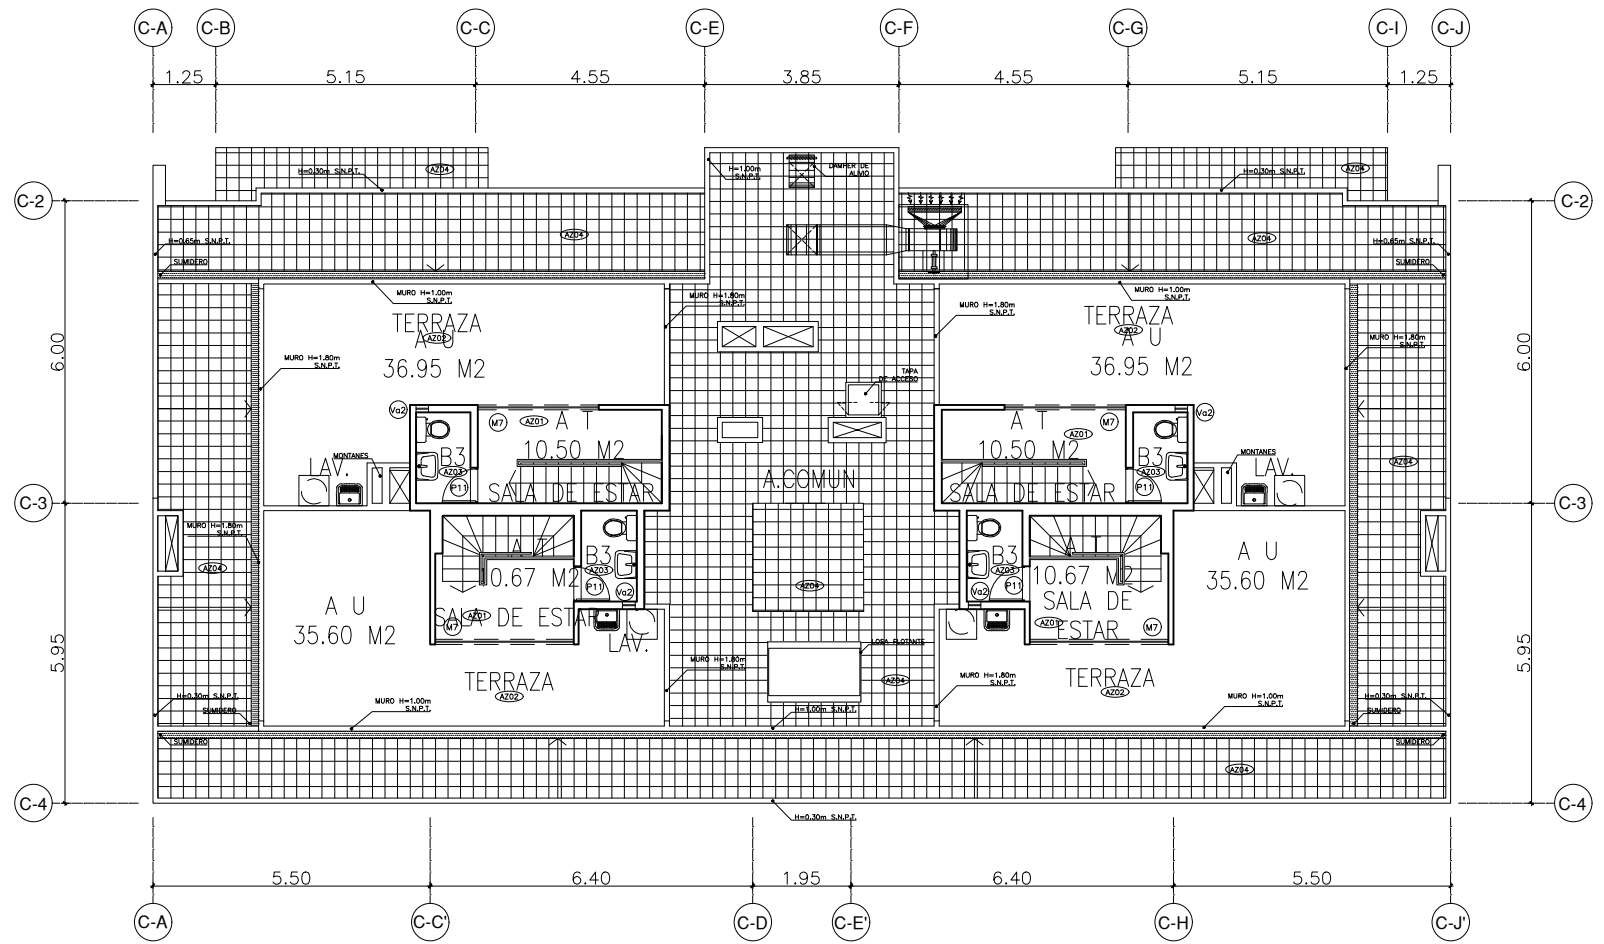 C-A C-B C-C C-E C-F C-G C-I C-J
1.25 5.15 4.55 3.85 4.55 5.15 1.25
H=0.30m S.N.P.T.
AZ04
H=1.00m
S.N.P.T.
DAMPER DE
ALIVIO
H=0.30m S.N.P.T.
AZ04
C-2
C-2
H=0.65m S.N.P.T.
AZ04
AZ04
H=0.65m S.N.P.T.
SUMIDERO
SUMIDERO
MURO H=1.00m
S.N.P.T.
MURO H=1.80m
S.N.P.T.
MURO H=1.80m
S.N.P.T.
MURO H=1.00m
S.N.P.T.
TERRAZA
A U
AZ02
36.95 M2
TERRAZA
AZ02
A U
36.95 M2
MURO H=1.80m
S.N.P.T.
MURO H=1.80m
S.N.P.T.
6.00
6.00
TAPA
DE ACCESO
Va2
M7
AZ01
A T
10.50 M2
A T
10.50 M2
AZ01
M7
Va2
B3
AZ03
P11
B3
AZ03
P11
LAV.
MONTANES
MONTANES
LAV.
SALA DE ESTAR
A.COMUN
SALA DE ESTAR
AZ04
C-3
C-3
MURO H=1.80m
S.N.P.T.
AZ04
A T
0.67 M2
B3
AZ03
P11
Va2
AZ04
B3
AZ03
P11
Va2
A T
10.67 M2
A U
35.60 M2
A U
35.60 M2
SALA DE ESTAR
AZ01
M7
LAV.
SALA DE
ESTAR
AZ01
M7
LOSA FLOTANTE
5.95
5.95
TERRAZA
AZ02
MURO H=1.80m
S.N.P.T.
AZ04
MURO H=1.80m
S.N.P.T.
TERRAZA
AZ02
H=0.30m S.N.P.T.
SUMIDERO
MURO H=1.00m
S.N.P.T.
H=1.00m S.N.P.T.
MURO H=1.00m
S.N.P.T.
H=0.30m S.N.P.T.
SUMIDERO
SUMIDERO
SUMIDERO
AZ04
C-4
C-4
H=0.30m S.N.P.T.
5.50 6.40 1.95 6.40 5.50
C-A C-C' C-D C-E' C-H C-J'